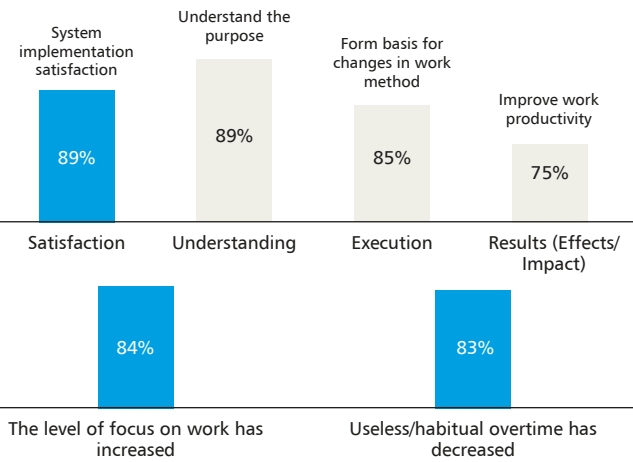 System
implementation
satisfaction
89%
Satisfaction
Understand the
purpose
89%
Understanding
Form basis for
changes in work
method
85%
Execution
Improve work
productivity
75%
Results (Effects/
Impact)
84%
The level of focus on work has
increased
83%
Useless/habitual overtime has
decreased